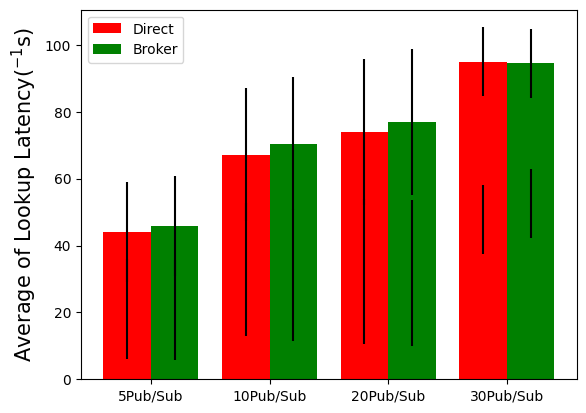 Direct
Broker
Average of Lookup Latency(⁻¹s)
100
80
60
40
20
0
5Pub/Sub
10Pub/Sub
20Pub/Sub
30Pub/Sub